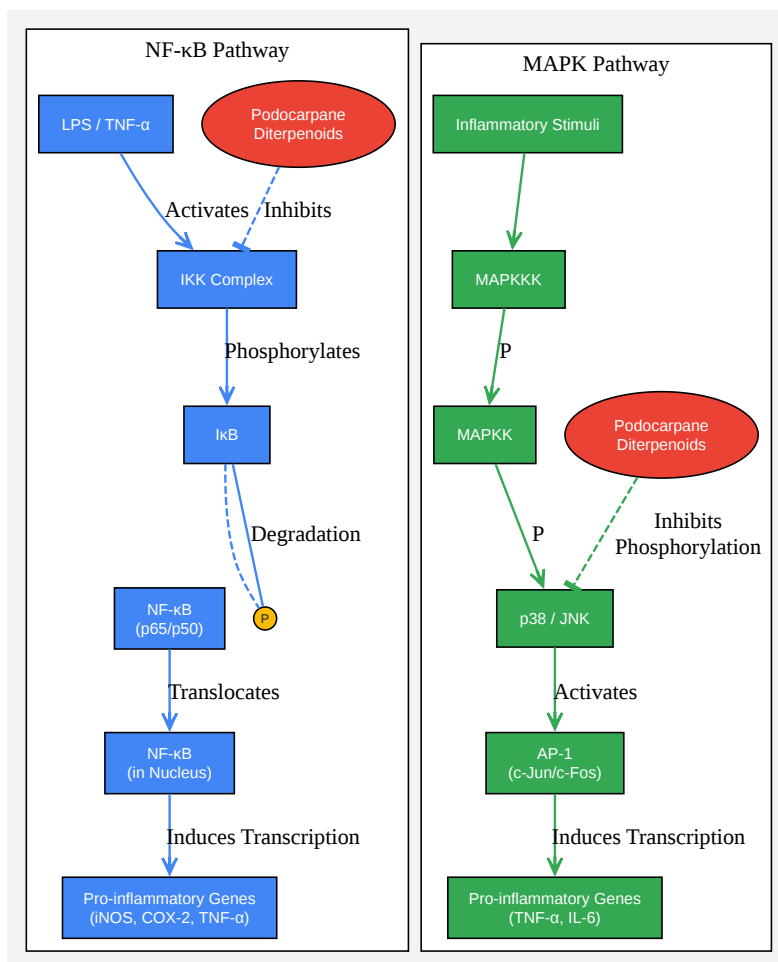 NF-κB Pathway
LPS / TNF-α
Podocarpane
Diterpenoids
Activates
Inhibits
IKK Complex
Phosphorylates
IκB
Degradation
NF-κB
(p65/p50)
P
Translocates
NF-κB
(in Nucleus)
Induces Transcription
Pro-inflammatory Genes
(iNOS, COX-2, TNF-α)
MAPK Pathway
Inflammatory Stimuli
MAPKKK
P
MAPKK
Podocarpane
Diterpenoids
P
Inhibits
Phosphorylation
p38 / JNK
Activates
AP-1
(c-Jun/c-Fos)
Induces Transcription
Pro-inflammatory Genes
(TNF-α, IL-6)